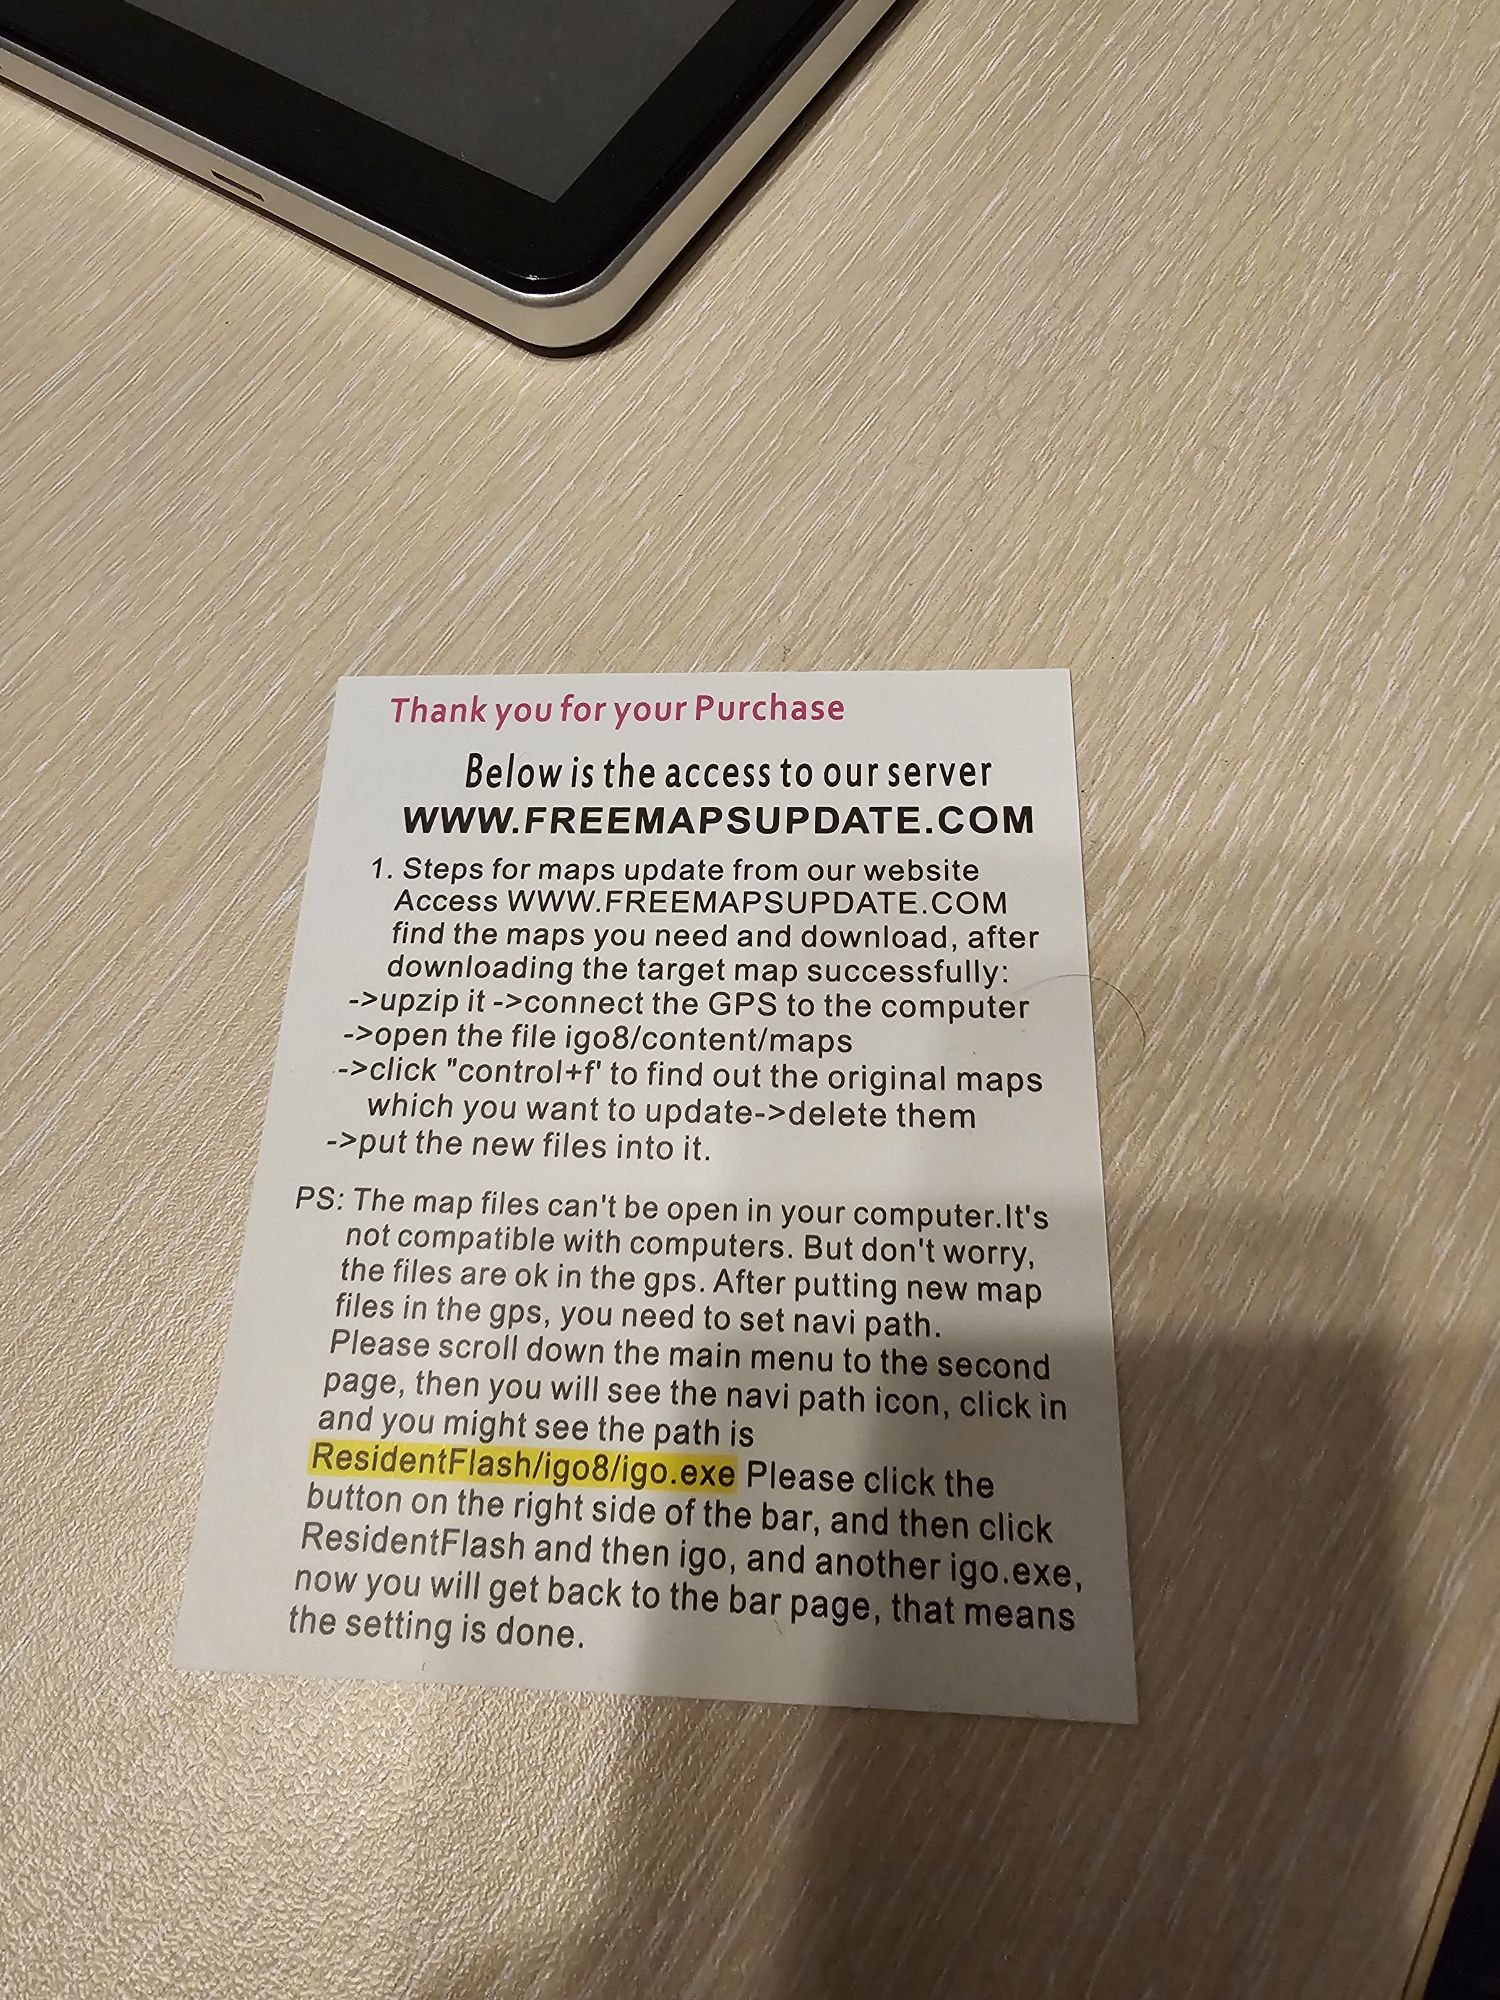 Thank you for your Purchase
Below is the access to our server
WWW.FREEMAPSUPDATE.COM
1. Steps for maps update from our website
Access WWW.FREEMAPSUPDATE.COM
find the maps you need and download, after
downloading the target map successfully:
->upzip it ->connect the GPS to the computer
->open the file igo8/content/maps
->click "control+f' to find out the original maps
which you want to update->delete them
->put the new files into it.
PS: The map files can't be open in your computer.It's
not compatible with computers. But don't worry,
the files are ok in the gps. After putting new map
files in the gps, you need to set navi path.
Please scroll down the main menu to the second
page, then you will see the navi path icon, click in
and you might see the path is
ResidentFlash/igo8/igo.exe Please click the
button on the right side of the bar, and then click
ResidentFlash and then igo, and another igo.exe,
now you will get back to the bar page, that means
the setting is done.